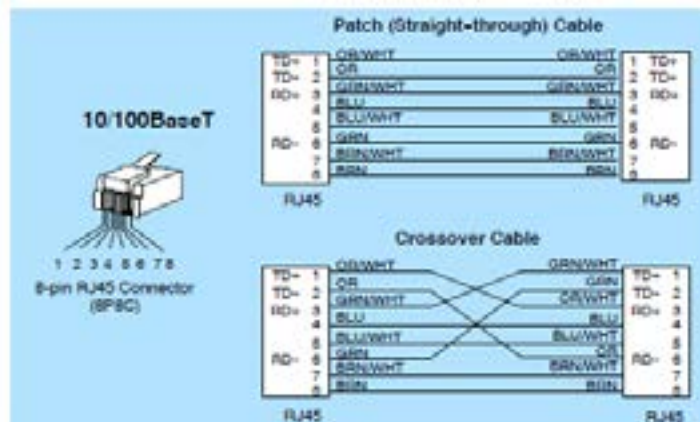 Patch (Straight-through) Cable
TD+ 1 OR/WHT OR/WHT 1 TD+
TD- 2 OR OR 2 TD-
RD+ 3 GRN/WHT GRN/WHT 3 RD+
4 BLU BLU 4
5 BLU/WHT BLU/WHT 5
RD- 6 GRN GRN 6 RD-
7 BRN/WHT BRN/WHT 7
8 BRN BRN 8
RJ45 RJ45
10/100BaseT
1 2 3 4 5 6 7 8
8-pin RJ45 Connector
(8P8C)
Crossover Cable
TD+ 1 OR/WHT GRN/WHT 1 TD+
TD- 2 OR GRN 2 TD-
RD+ 3 GRN/WHT OR/WHT 3 RD+
4 BLU BLU 4
5 BLU/WHT BLU/WHT 5
RD- 6 GRN OR 6 RD-
7 BRN/WHT BRN/WHT 7
8 BRN BRN 8
RJ45 RJ45